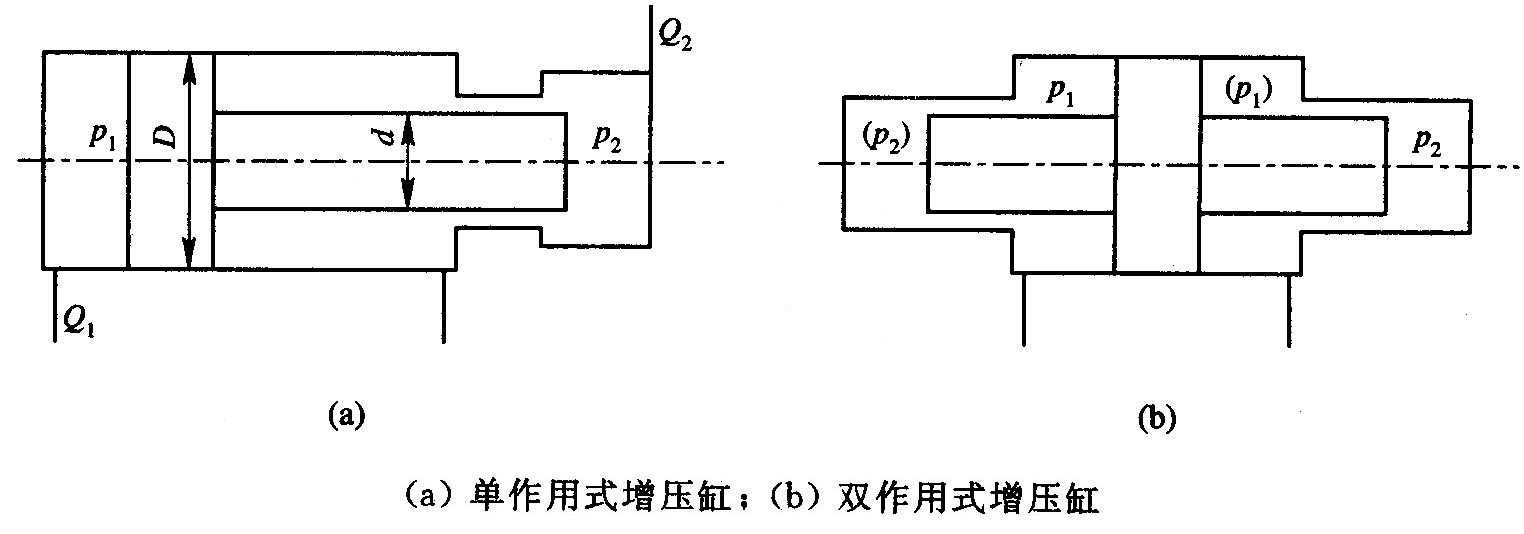 Q₂
p₁ D d p₂
Q₁
(p₂) p₁ (p₁) p₂
(a) (b)
(a) 单作用式增压缸；(b) 双作用式增压缸